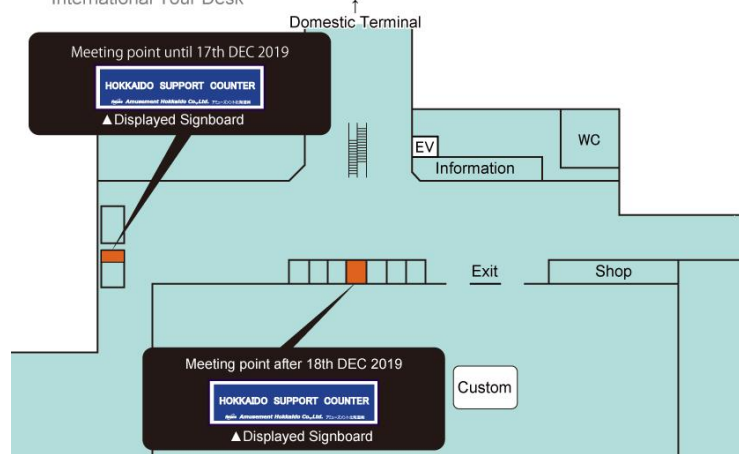 International Tour Desk
↑
Domestic Terminal
Meeting point until 17th DEC 2019
HOKKAIDO SUPPORT COUNTER
Amusement Hokkaido Co.,Ltd.
▲Displayed Signboard
EV
WC
Information
Exit
Shop
Meeting point after 18th DEC 2019
HOKKAIDO SUPPORT COUNTER
Amusement Hokkaido Co.,Ltd.
▲Displayed Signboard
Custom